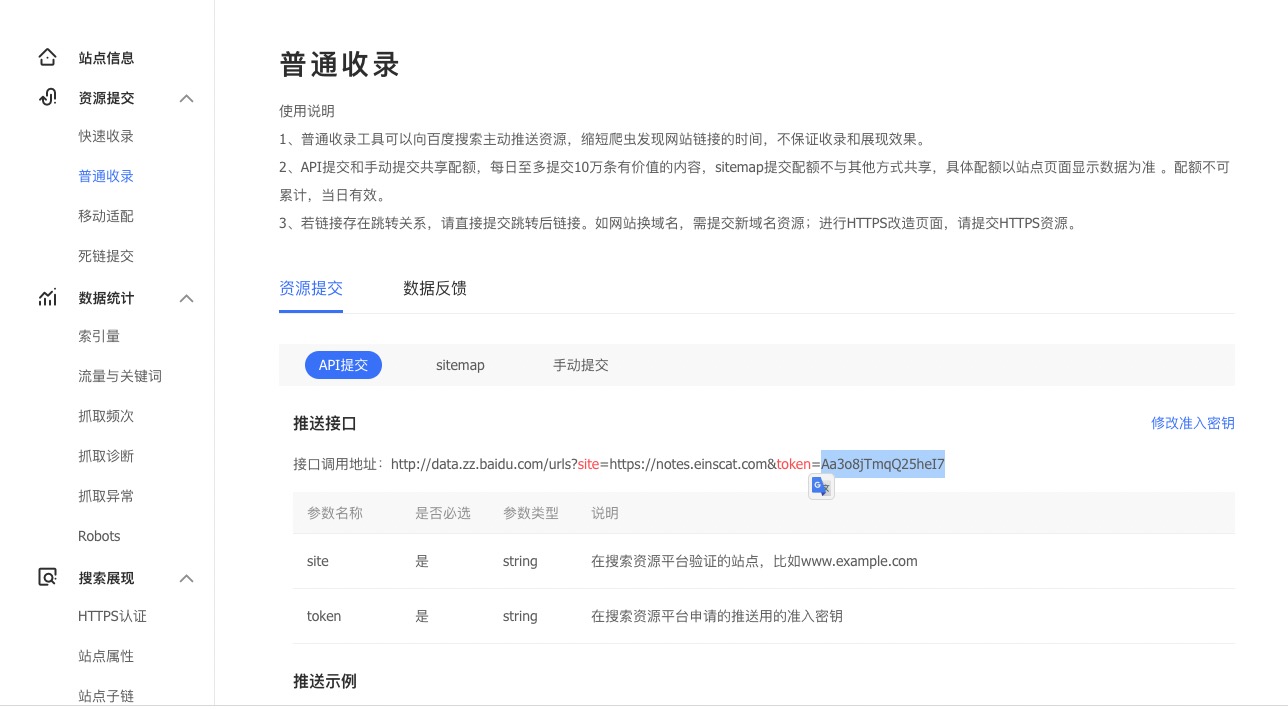 站点信息
资源提交
快速收录
普通收录
移动适配
死链提交
数据统计
索引量
流量与关键词
抓取频次
抓取诊断
抓取异常
Robots
搜索展现
HTTPS认证
站点属性
站点子链
普通收录
使用说明
1、普通收录工具可以向百度搜索主动推送资源，缩短爬虫发现网站链接的时间，不保证收录和展现效果。
2、API提交和手动提交共享配额，每日至多提交10万条有价值的内容，sitemap提交配额不与其他方式共享，具体配额以站点页面显示数据为准 。配额不可
累计，当日有效。
3、若链接存在跳转关系，请直接提交跳转后链接。如网站换域名，需提交新域名资源；进行HTTPS改造页面，请提交HTTPS资源。
资源提交 数据反馈
API提交 sitemap 手动提交
推送接口 修改准入密钥
接口调用地址：http://data.zz.baidu.com/urls?site=https://notes.einscat.com&token=Aa3o8jTmqQ25heI7
参数名称 是否必选 参数类型 说明
site 是 string 在搜索资源平台验证的站点，比如www.example.com
token 是 string 在搜索资源平台申请的推送用的准入密钥
推送示例